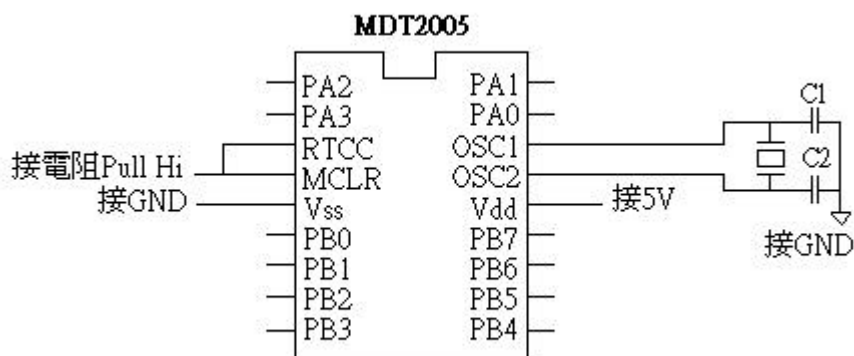 MDT2005
PA2 PA1
PA3 PA0
RTCC OSC1
MCLR OSC2
Vss Vdd
PB0 PB7
PB1 PB6
PB2 PB5
PB3 PB4
接電阻Pull Hi
接GND
接5V
C1
C2
接GND